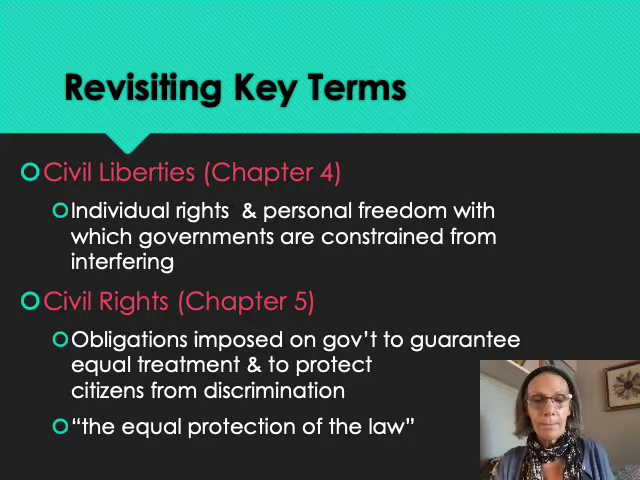 Revisiting Key Terms
Civil Liberties (Chapter 4)
Individual rights & personal freedom with
which governments are constrained from
interfering
Civil Rights (Chapter 5)
Obligations imposed on gov’t to guarantee
equal treatment & to protect
citizens from discrimination
“the equal protection of the law”